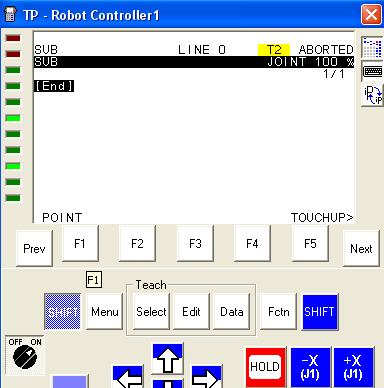 TP - Robot Controller1
SUB LINE 0 T2 ABORTED
SUB JOINT 100 %
1/1
[End]
POINT TOUCHUP>
Prev F1 F2 F3 F4 F5 Next
F1
Teach
SHIFT Menu Select Edit Data Fctn SHIFT
OFF ON
HOLD -X (J1) +X (J1)